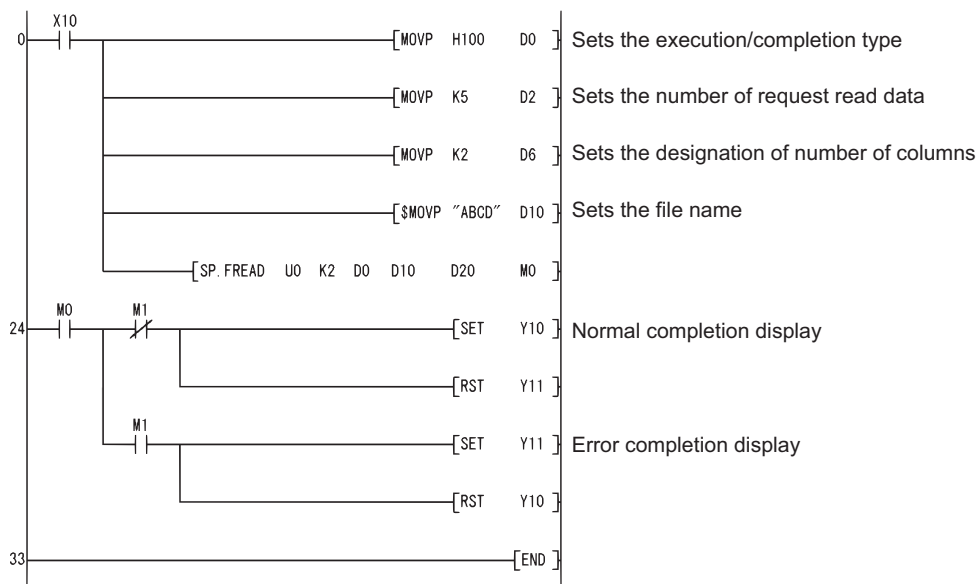 X10
0 MOVP H100 D0 Sets the execution/completion type
MOVP K5 D2 Sets the number of request read data
MOVP K2 D6 Sets the designation of number of columns
$MOVP ″ABCD″ D10 Sets the file name
SP.FREAD U0 K2 D0 D10 D20 M0
M0 M1
24 SET Y10 Normal completion display
RST Y11
M1
SET Y11 Error completion display
RST Y10
33 END